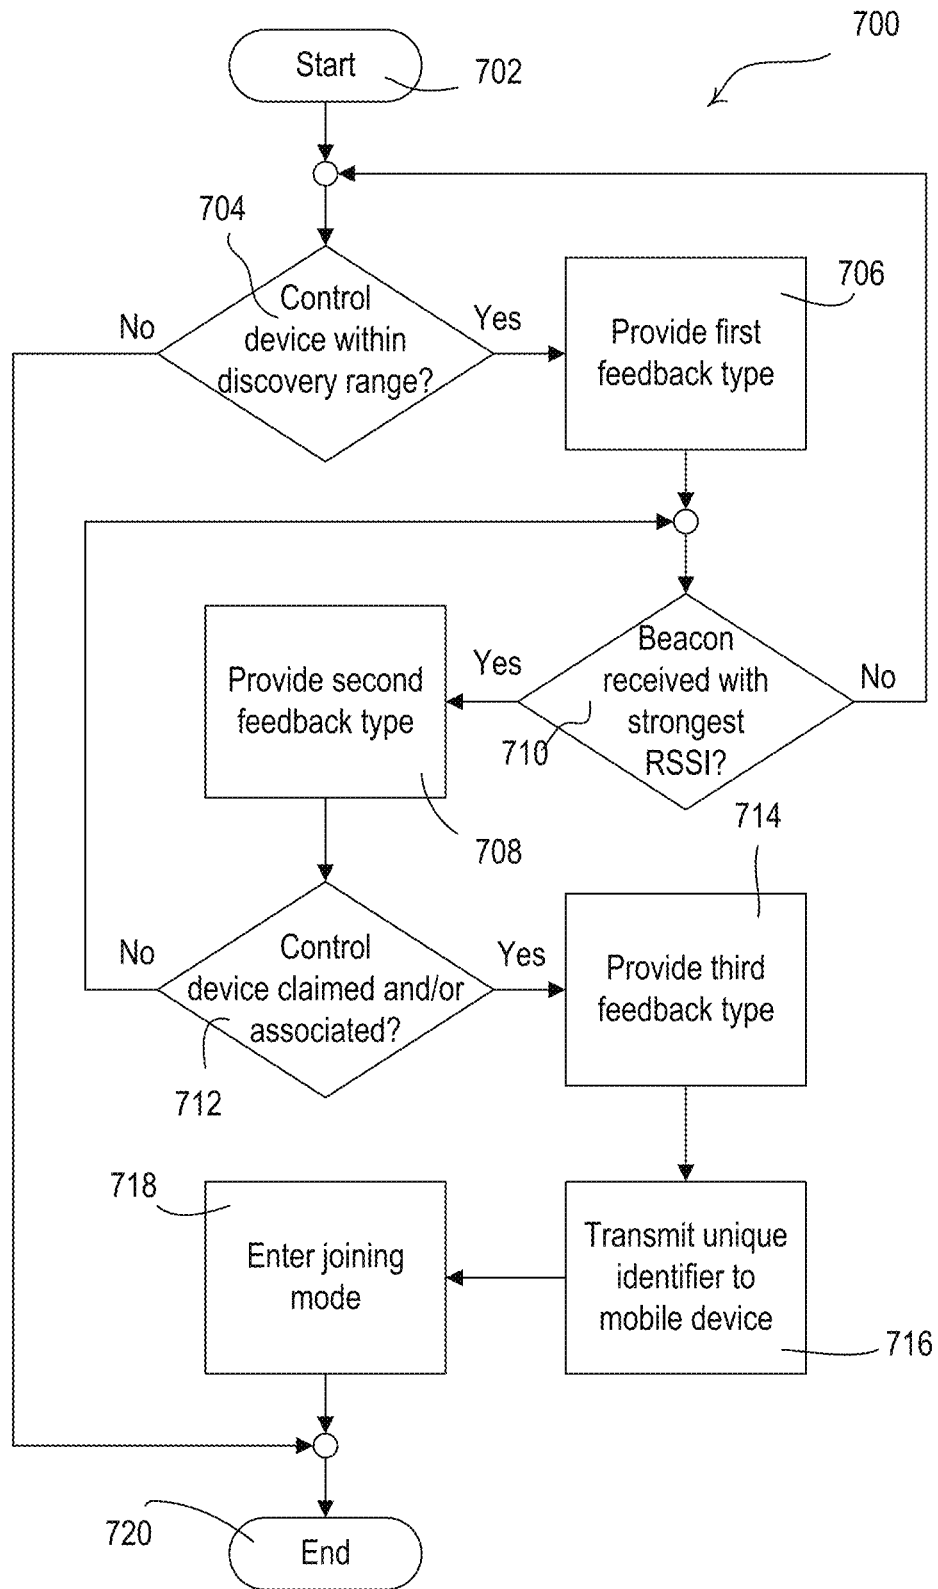 700
Start
702
704
Control
device within
discovery range?
No
Yes
706
Provide first
feedback type
Beacon
received with
strongest
RSSI?
710
Yes
No
Provide second
feedback type
708
714
Control
device claimed and/or
associated?
712
No
Yes
Provide third
feedback type
718
Enter joining
mode
Transmit unique
identifier to
mobile device
716
720
End